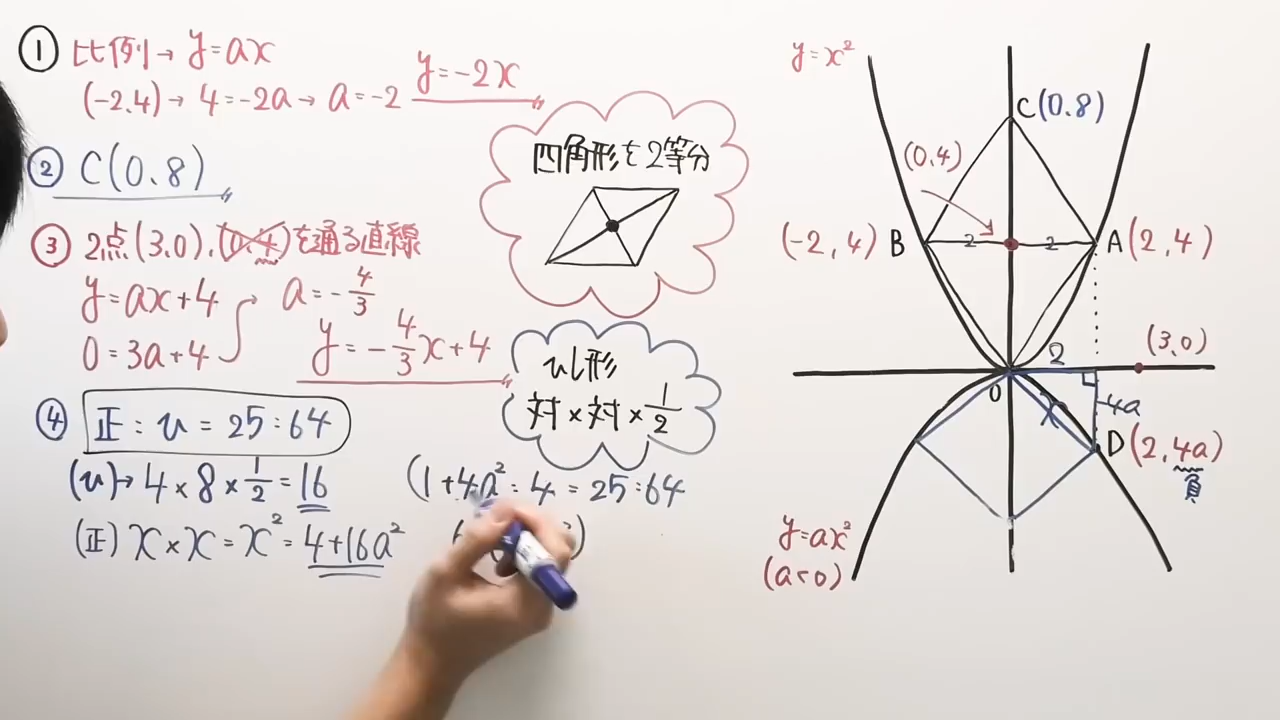 ① 比例→ y=ax
(-2.4)→ 4=-2a→ a=-2 y=-2x
② C(0.8)
③ 2点(3.0).(0.4)を通る直線
y=ax+4 a=-4/3
0=3a+4 y=-4/3x+4
④ 正:ひ=25:64
(ひ)→4×8×1/2=16
(正) x×x=x²=4+16a²
(1+4a²:4=25:64
四角形を2等分
ひし形
対×対×1/2
y=x²
C(0.8)
(0.4)
(-2,4) B 2 2 A(2,4)
(3.0)
2
0
4a
x
D(2,4a)
負
y=ax²
(a<0)